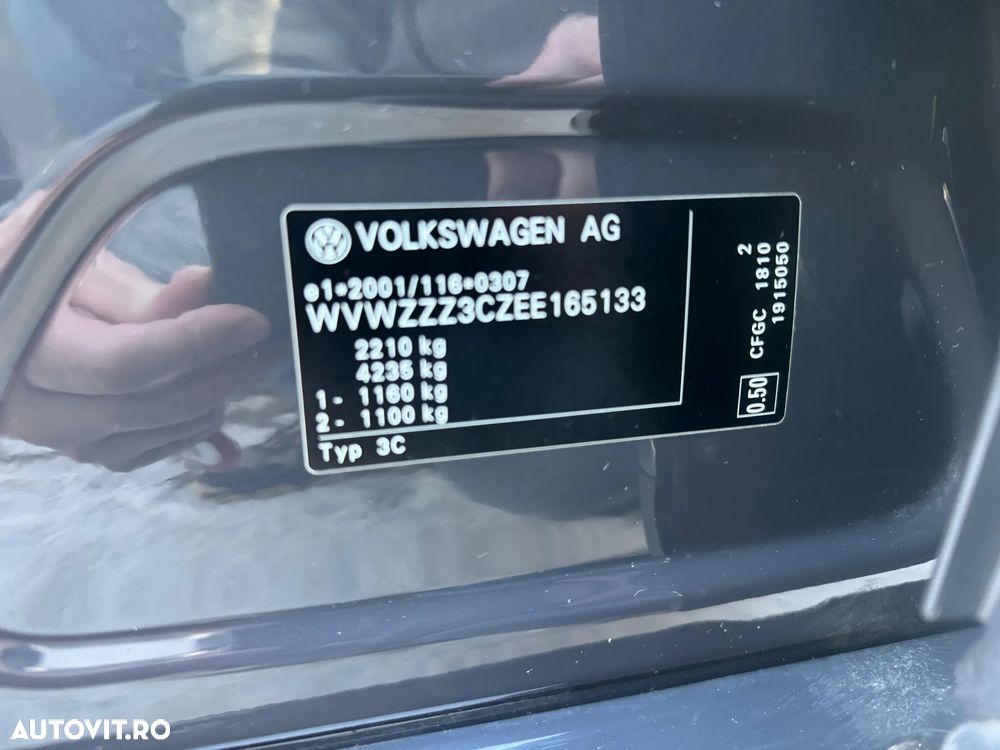 VOLKSWAGEN AG
e1*2001/116*0307
WVWZZZ3CZEE165133
2210 kg
4235 kg
1- 1160 kg
2- 1100 kg
Typ 3C
2
CFGC 1810
1915050
0.50
AUTOVIT.RO